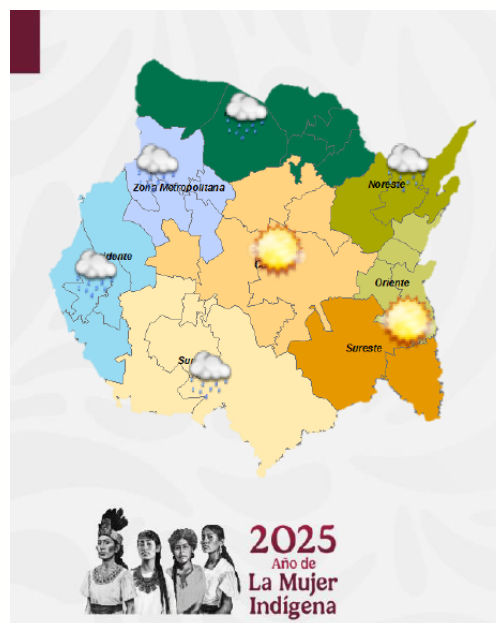 Zona Metropolitana
Noreste
Oriente
Sureste
2025
Año de
La Mujer
Indígena